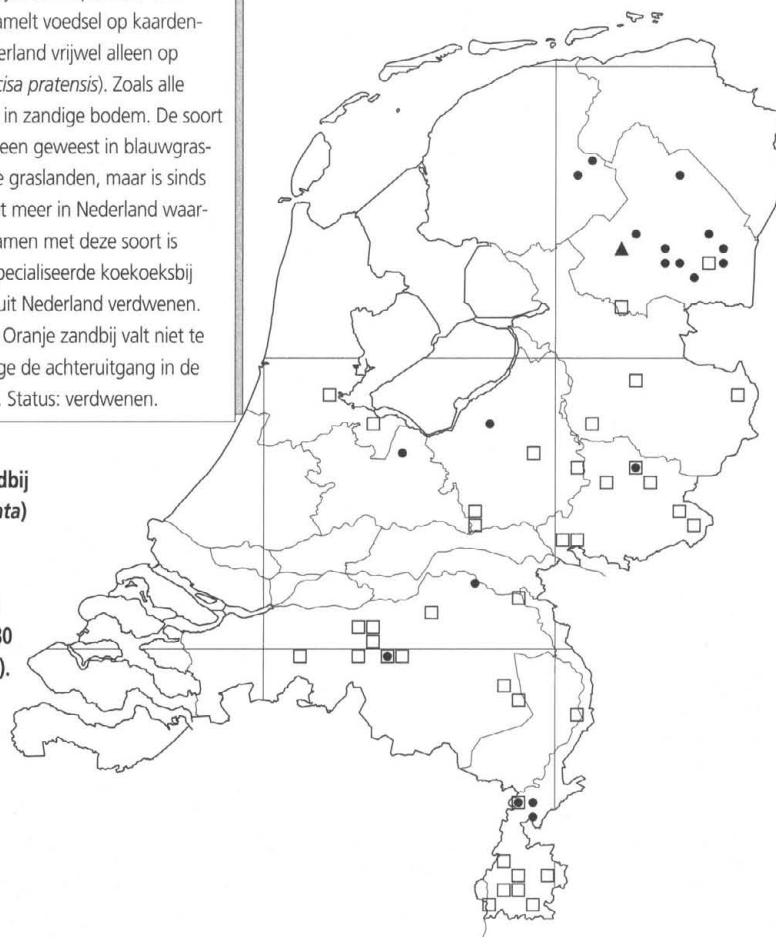 amelt voedsel op kaarden-
erland vrijwel alleen op
cisa pratensis). Zoals alle
in zandige bodem. De soort
een geweest in blauwgras-
e graslanden, maar is sinds
t meer in Nederland waar-
amen met deze soort is
pecialiseerde koekoeksbij
uit Nederland verdwenen.
Oranje zandbij valt niet te
ge de achteruitgang in de
. Status: verdwenen.
dbij
ata)
30
).